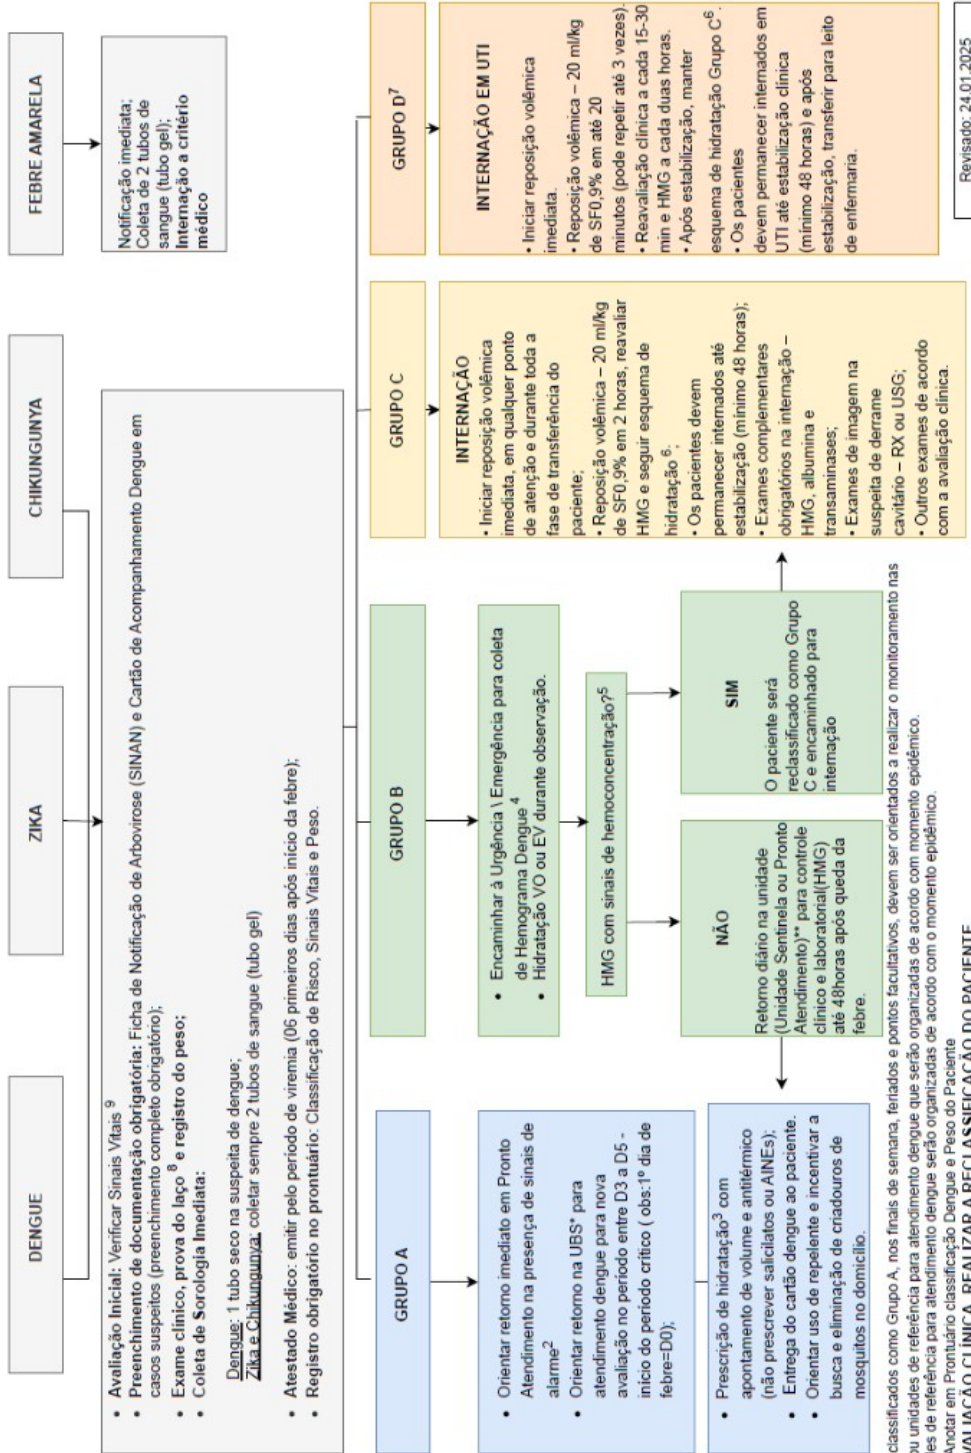 DENGUE
ZIKA
CHIKUNGUNYA
FEBRE AMARELA
• Avaliação Inicial: Verificar Sinais Vitais 9
• Preenchimento de documentação obrigatória: Ficha de Notificação de Arbovirose (SINAN) e Cartão de Acompanhamento Dengue em
casos suspeitos (preenchimento completo obrigatório);
• Exame clínico, prova do laço 8 e registro do peso;
• Coleta de Sorologia Imediata:
Dengue: 1 tubo seco na suspeita de dengue;
Zika e Chikungunya: coletar sempre 2 tubos de sangue (tubo gel)
• Atestado Médico: emitir pelo período de viremia (06 primeiros dias após início da febre);
• Registro obrigatório no prontuário: Classificação de Risco, Sinais Vitais e Peso.
Notificação imediata;
Coleta de 2 tubos de
sangue (tubo gel);
Internação a critério
médico
GRUPO A
• Orientar retorno imediato em Pronto
Atendimento na presença de sinais de
alarme2
• Orientar retorno na UBS* para
atendimento dengue para nova
avaliação no período entre D3 a D5 -
início do período crítico ( obs:1º dia de
febre=D0);
• Prescrição de hidratação3 com
apontamento de volume e antitérmico
(não prescrever salicilatos ou AINEs);
• Entrega do cartão dengue ao paciente.
• Orientar uso de repelente e incentivar a
busca e eliminação de criadouros de
mosquitos no domicílio.
GRUPO B
• Encaminhar á Urgência \ Emergência para coleta
de Hemograma Dengue 4
• Hidratação VO ou EV durante observação.
HMG com sinais de hemoconcentração?5
NÃO
Retorno diário na unidade
(Unidade Sentinela ou Pronto
Atendimento)** para controle
clínico e laboratorial(HMG)
até 48horas após queda da
febre.
SIM
O paciente será
reclassificado como Grupo
C e encaminhado para
internação
GRUPO C
INTERNAÇÃO
• Iniciar reposição volêmica
imediata, em qualquer ponto
de atenção e durante toda a
fase de transferência do
paciente;
• Reposição volêmica – 20 ml/kg
de SF0,9% em 2 horas, reavaliar
HMG e seguir esquema de
hidratação 6;
• Os pacientes devem
permanecer internados até
estabilização (mínimo 48 horas);
• Exames complementares
obrigatórios na internação –
HMG, albumina e
transaminases;
• Exames de imagem na
suspeita de derrame
cavitário – RX ou USG;
• Outros exames de acordo
com a avaliação clínica.
GRUPO D7
INTERNAÇÃO EM UTI
• Iniciar reposição volêmica
imediata.
• Reposição volêmica – 20 ml/kg
de SF0,9% em até 20
minutos (pode repetir até 3 vezes).
• Reavaliação clínica a cada 15-30
min e HMG a cada duas horas.
• Após estabilização, manter
esquema de hidratação Grupo C6.
• Os pacientes
devem permanecer internados em
UTI até estabilização clínica
(mínimo 48 horas) e após
estabilização, transferir para leito
de enfermaria.
classificados como Grupo A, nos finais de semana, feriados e pontos facultativos, devem ser orientados a realizar o monitoramento nas
ou unidades de referência para atendimento dengue que serão organizadas de acordo com momento epidêmico.
es de referência para atendimento dengue serão organizadas de acordo com o momento epidêmico.
Anotar em Prontuário classificação Dengue e Peso do Paciente
ALIAÇÃO CLÍNICA, REALIZAR A RECLASSIFICAÇÃO DO PACIENTE
Revisado: 24.01.2025